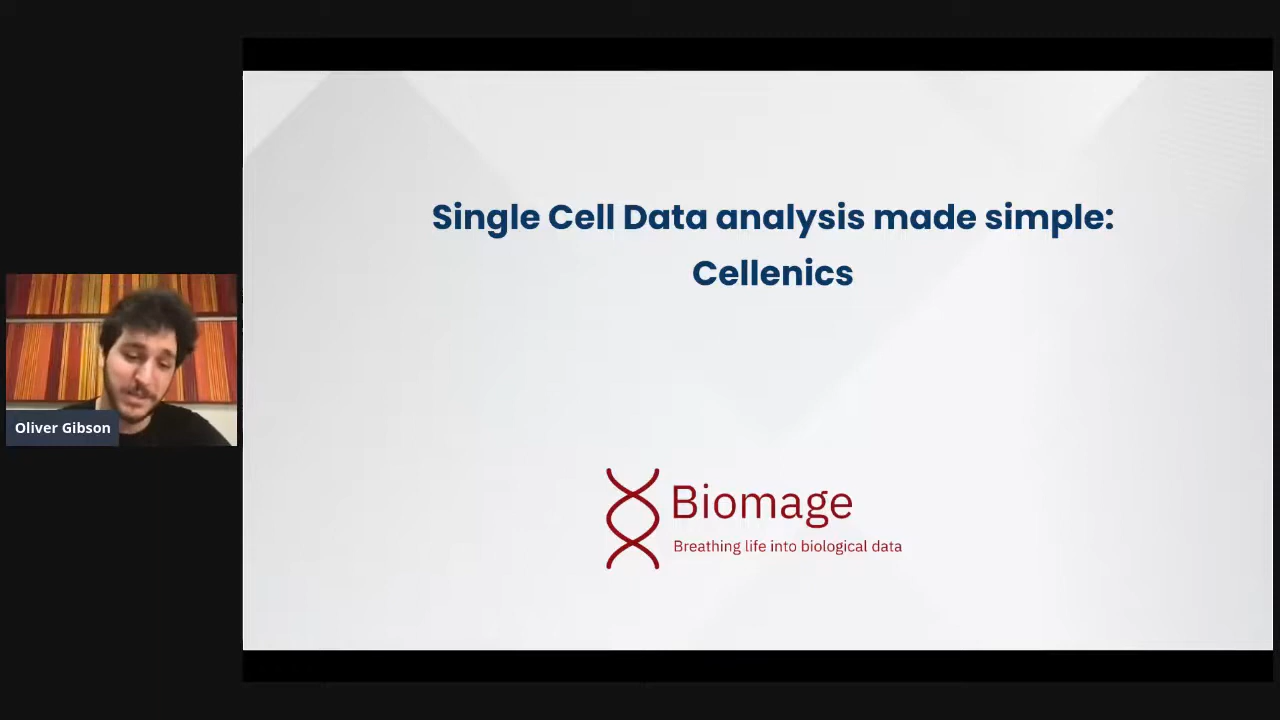 Single Cell Data analysis made simple:
Cellenics
Oliver Gibson
Biomage
Breathing life into biological data